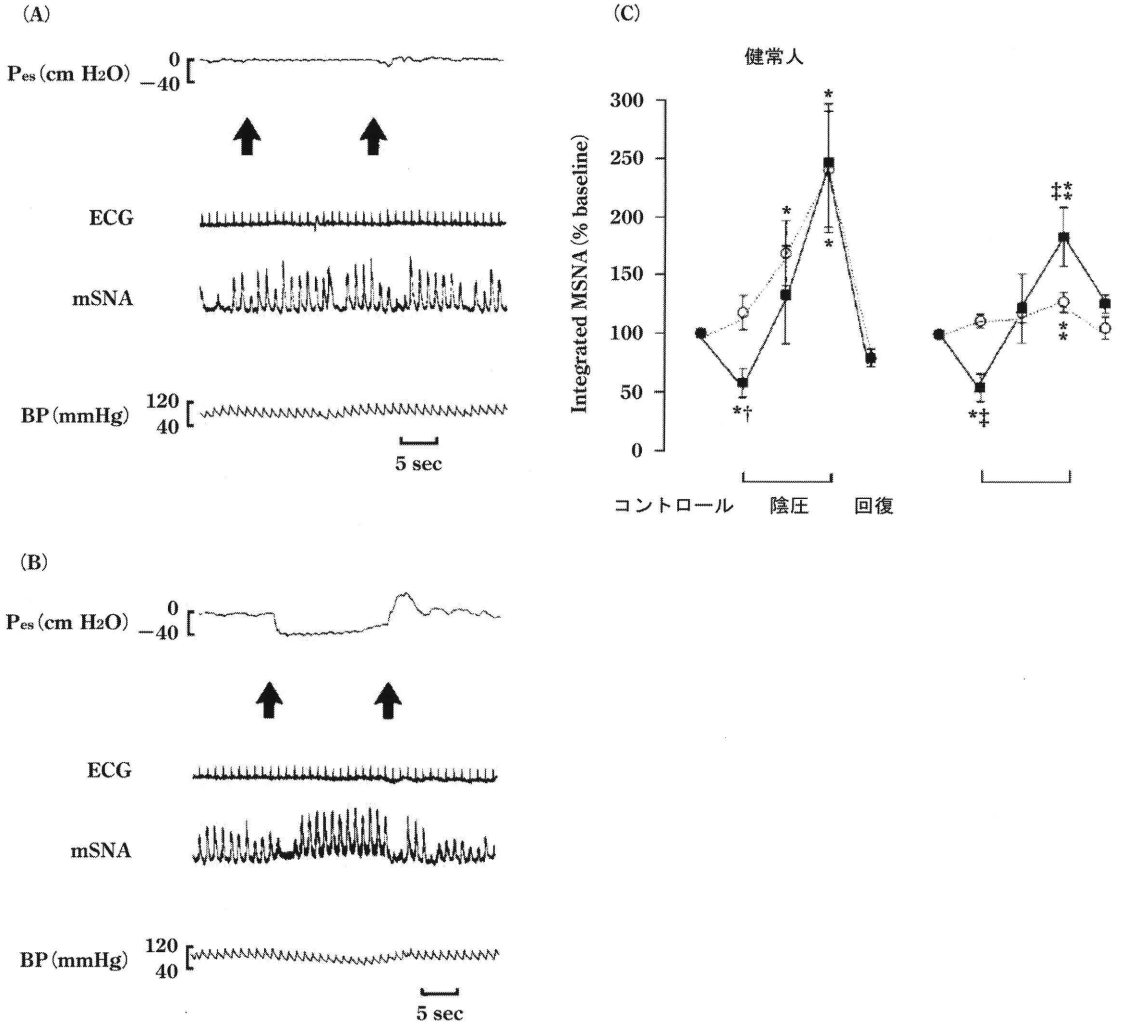 (A)
Pes (cm H2O)
0
−40
ECG
mSNA
BP (mmHg)
120
40
5 sec
(B)
Pes (cm H2O)
0
−40
ECG
mSNA
BP (mmHg)
120
40
5 sec
(C)
健常人
Integrated MSNA (% baseline)
300
250
200
150
100
50
0
*
*
*
*†
‡*
*
*
*
*‡
コントロール 陰圧 回復